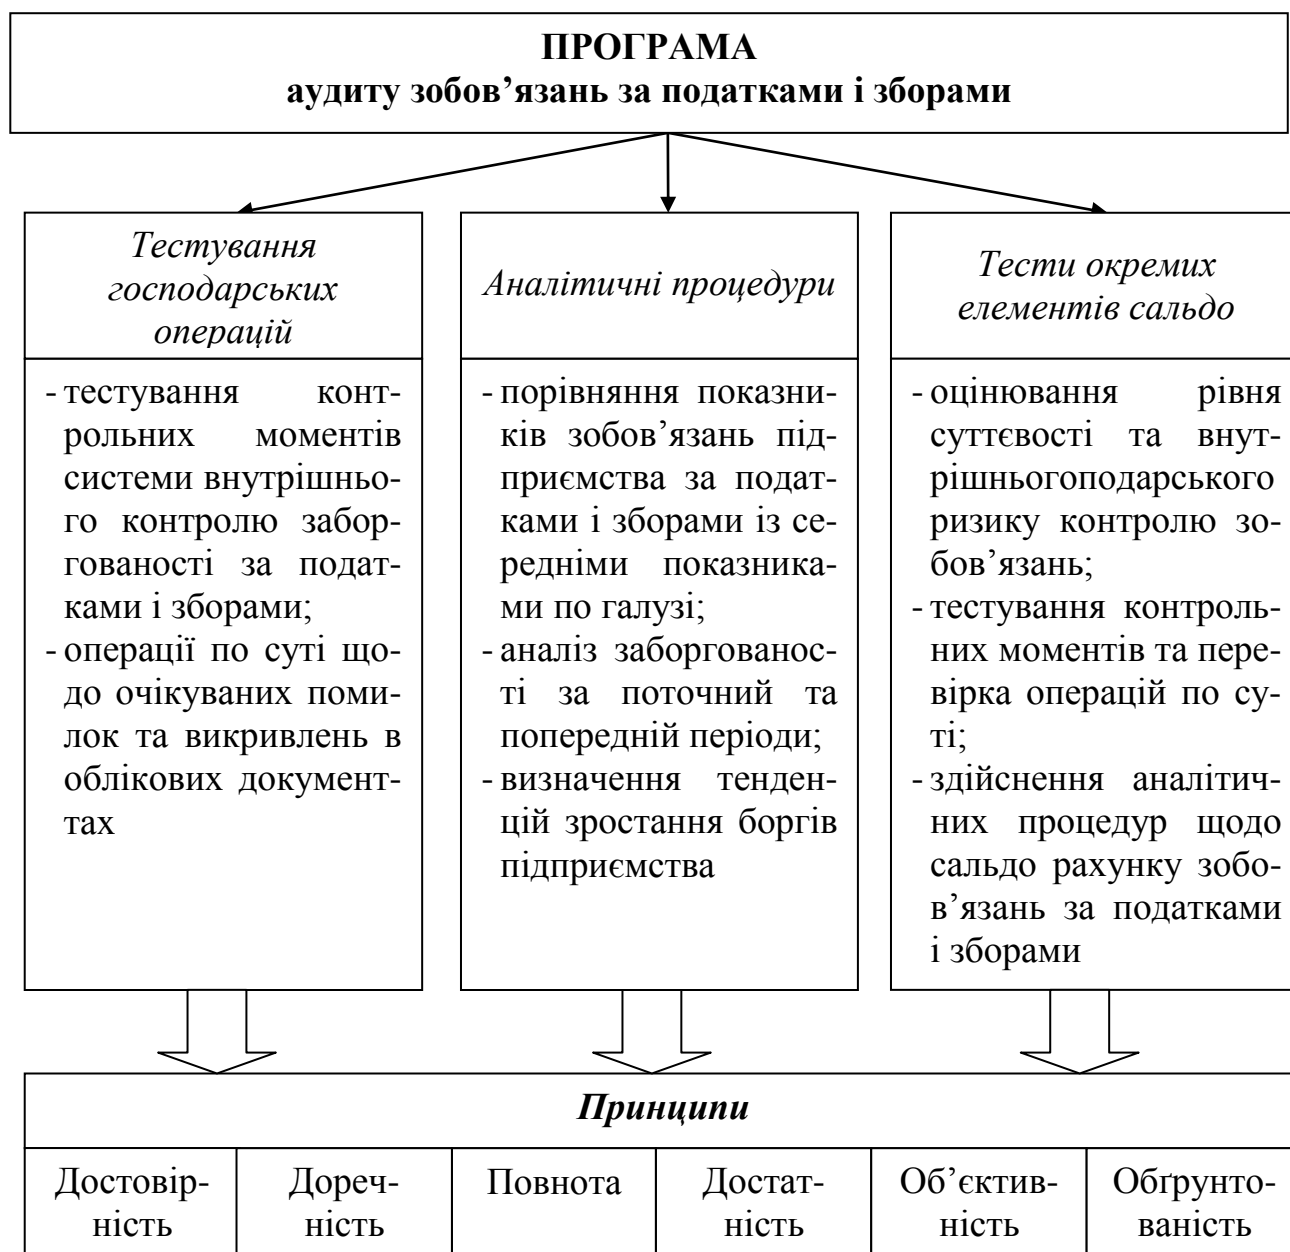 ПРОГРАМА
аудиту зобов’язань за податками і зборами
Тестування
господарських
операцій
- тестування конт-
рольних моментів
системи внутрішньо-
го контролю забор-
гованості за подат-
ками і зборами;
- операції по суті що-
до очікуваних поми-
лок та викривлень в
облікових документ-
тах
Аналітичні процедури
- порівняння показни-
ків зобов’язань під-
приємства за подат-
ками і зборами із се-
редніми показника-
ми по галузі;
- аналіз заборгованос-
ті за поточний та
попередній періоди;
- визначення тенден-
цій зростання боргів
підприємства
Тести окремих
елементів сальдо
- оцінювання рівня
суттєвості та внут-
рішньогоподарського
ризику контролю зо-
бов’язань;
- тестування контроль-
них моментів та пере-
вірка операцій по су-
ті;
- здійснення аналітич-
них процедур щодо
сальдо рахунку зобо-
в’язань за податками
і зборами
Принципи
Достовір-
ність
Дореч-
ність
Повнота
Достат-
ність
Об’єктив-
ність
Обґрунто-
ваність